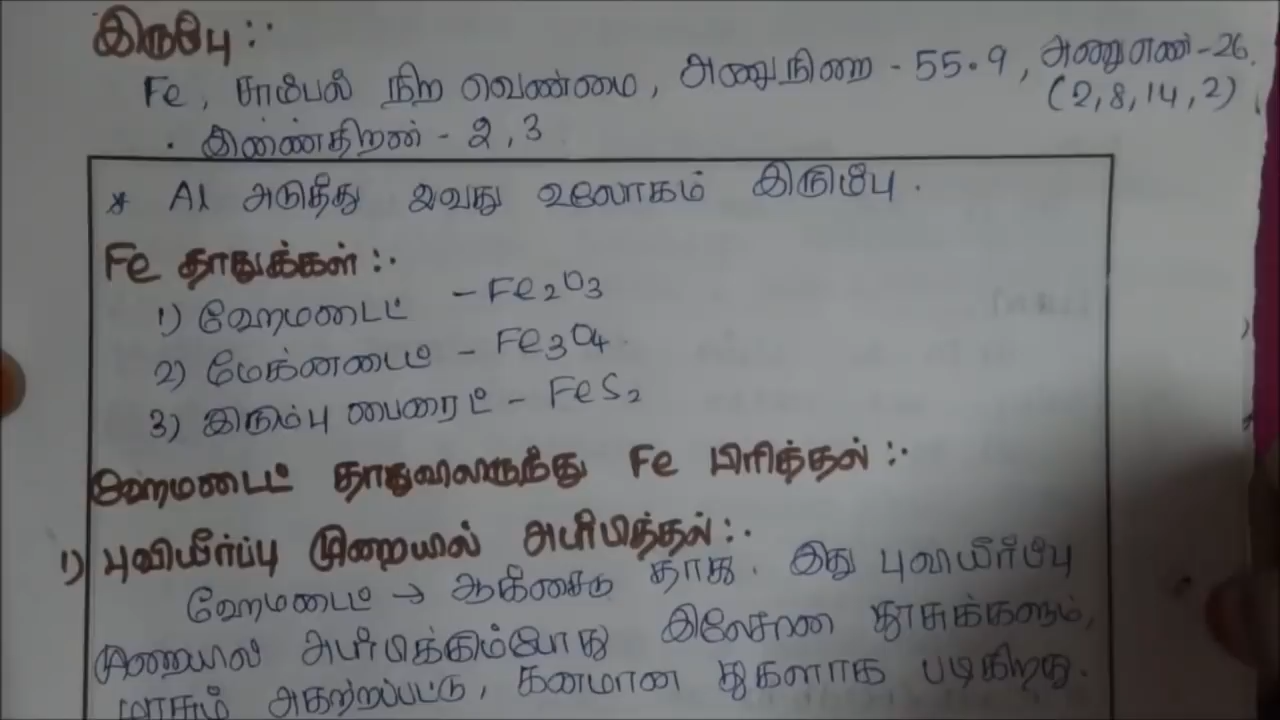 இரும்பு :-
Fe, சாம்பல் நிற வெண்மை, அணுநிறை - 55.9, அணுஎண் - 26.
(2,8,14,2)
. இணைதிறன் - 2,3
* Al அடுத்து 2வது உலோகம் இரும்பு.
Fe தாதுக்கள் :-
1) ஹேமடைட் - Fe2O3
2) மேக்னடைட் - Fe3O4
3) இரும்பு பைரைட் - FeS2
ஹேமடைட் தாதுவிலிருந்து Fe பிரித்தல் :-
1) புவியீர்ப்பு முறையில் அடர்பித்தல் :-
ஹேமடைட் → ஆக்சைடு தாது. இது புவியீர்ப்பு
முறையில் அடர்பிக்கும்போது இலேசான தூசுக்களும்,
மாசும் அகற்றப்பட்டு, கனமான துகளாக படிகிறது.